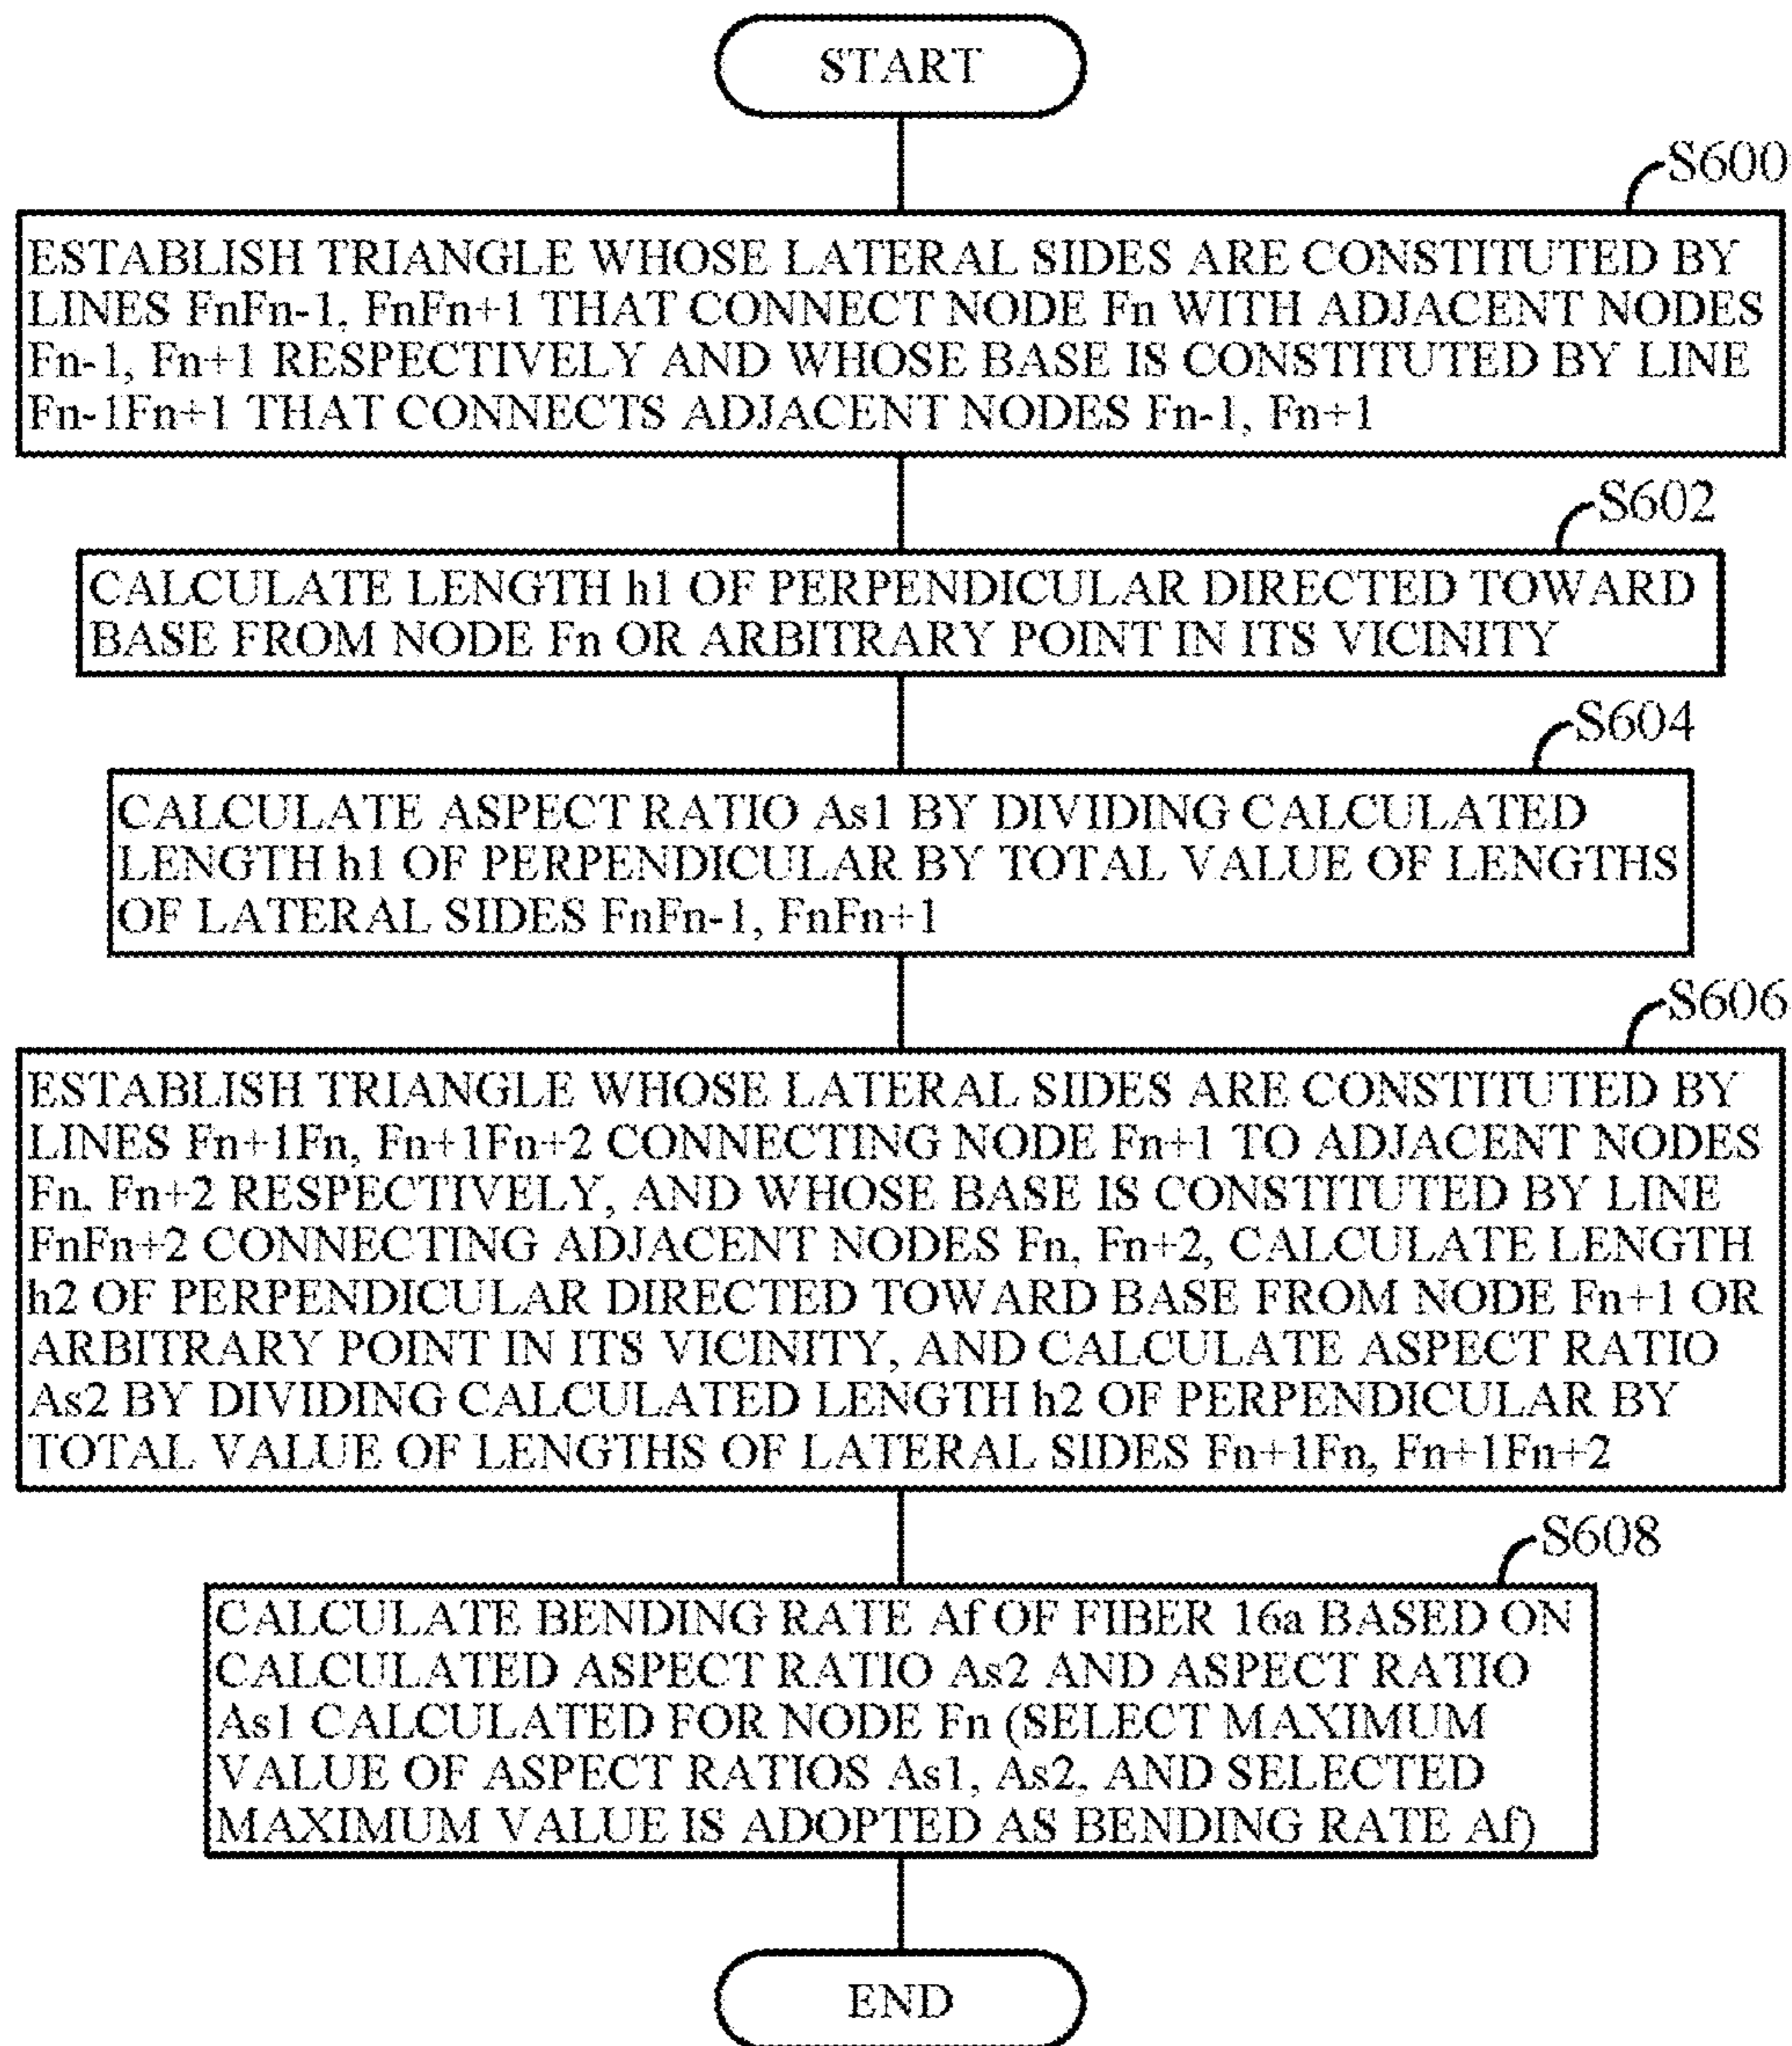 START
S600
ESTABLISH TRIANGLE WHOSE LATERAL SIDES ARE CONSTITUTED BY
LINES FnFn-1, FnFn+1 THAT CONNECT NODE Fn WITH ADJACENT NODES
Fn-1, Fn+1 RESPECTIVELY AND WHOSE BASE IS CONSTITUTED BY LINE
Fn-1Fn+1 THAT CONNECTS ADJACENT NODES Fn-1, Fn+1
S602
CALCULATE LENGTH h1 OF PERPENDICULAR DIRECTED TOWARD
BASE FROM NODE Fn OR ARBITRARY POINT IN ITS VICINITY
S604
CALCULATE ASPECT RATIO As1 BY DIVIDING CALCULATED
LENGTH h1 OF PERPENDICULAR BY TOTAL VALUE OF LENGTHS
OF LATERAL SIDES FnFn-1, FnFn+1
S606
ESTABLISH TRIANGLE WHOSE LATERAL SIDES ARE CONSTITUTED BY
LINES Fn+1Fn, Fn+1Fn+2 CONNECTING NODE Fn+1 TO ADJACENT NODES
Fn, Fn+2 RESPECTIVELY, AND WHOSE BASE IS CONSTITUTED BY LINE
FnFn+2 CONNECTING ADJACENT NODES Fn, Fn+2, CALCULATE LENGTH
h2 OF PERPENDICULAR DIRECTED TOWARD BASE FROM NODE Fn+1 OR
ARBITRARY POINT IN ITS VICINITY, AND CALCULATE ASPECT RATIO
As2 BY DIVIDING CALCULATED LENGTH h2 OF PERPENDICULAR BY
TOTAL VALUE OF LENGTHS OF LATERAL SIDES Fn+1Fn, Fn+1Fn+2
S608
CALCULATE BENDING RATE Af OF FIBER 16a BASED ON
CALCULATED ASPECT RATIO As2 AND ASPECT RATIO
As1 CALCULATED FOR NODE Fn (SELECT MAXIMUM
VALUE OF ASPECT RATIOS As1, As2, AND SELECTED
MAXIMUM VALUE IS ADOPTED AS BENDING RATE Af)
END